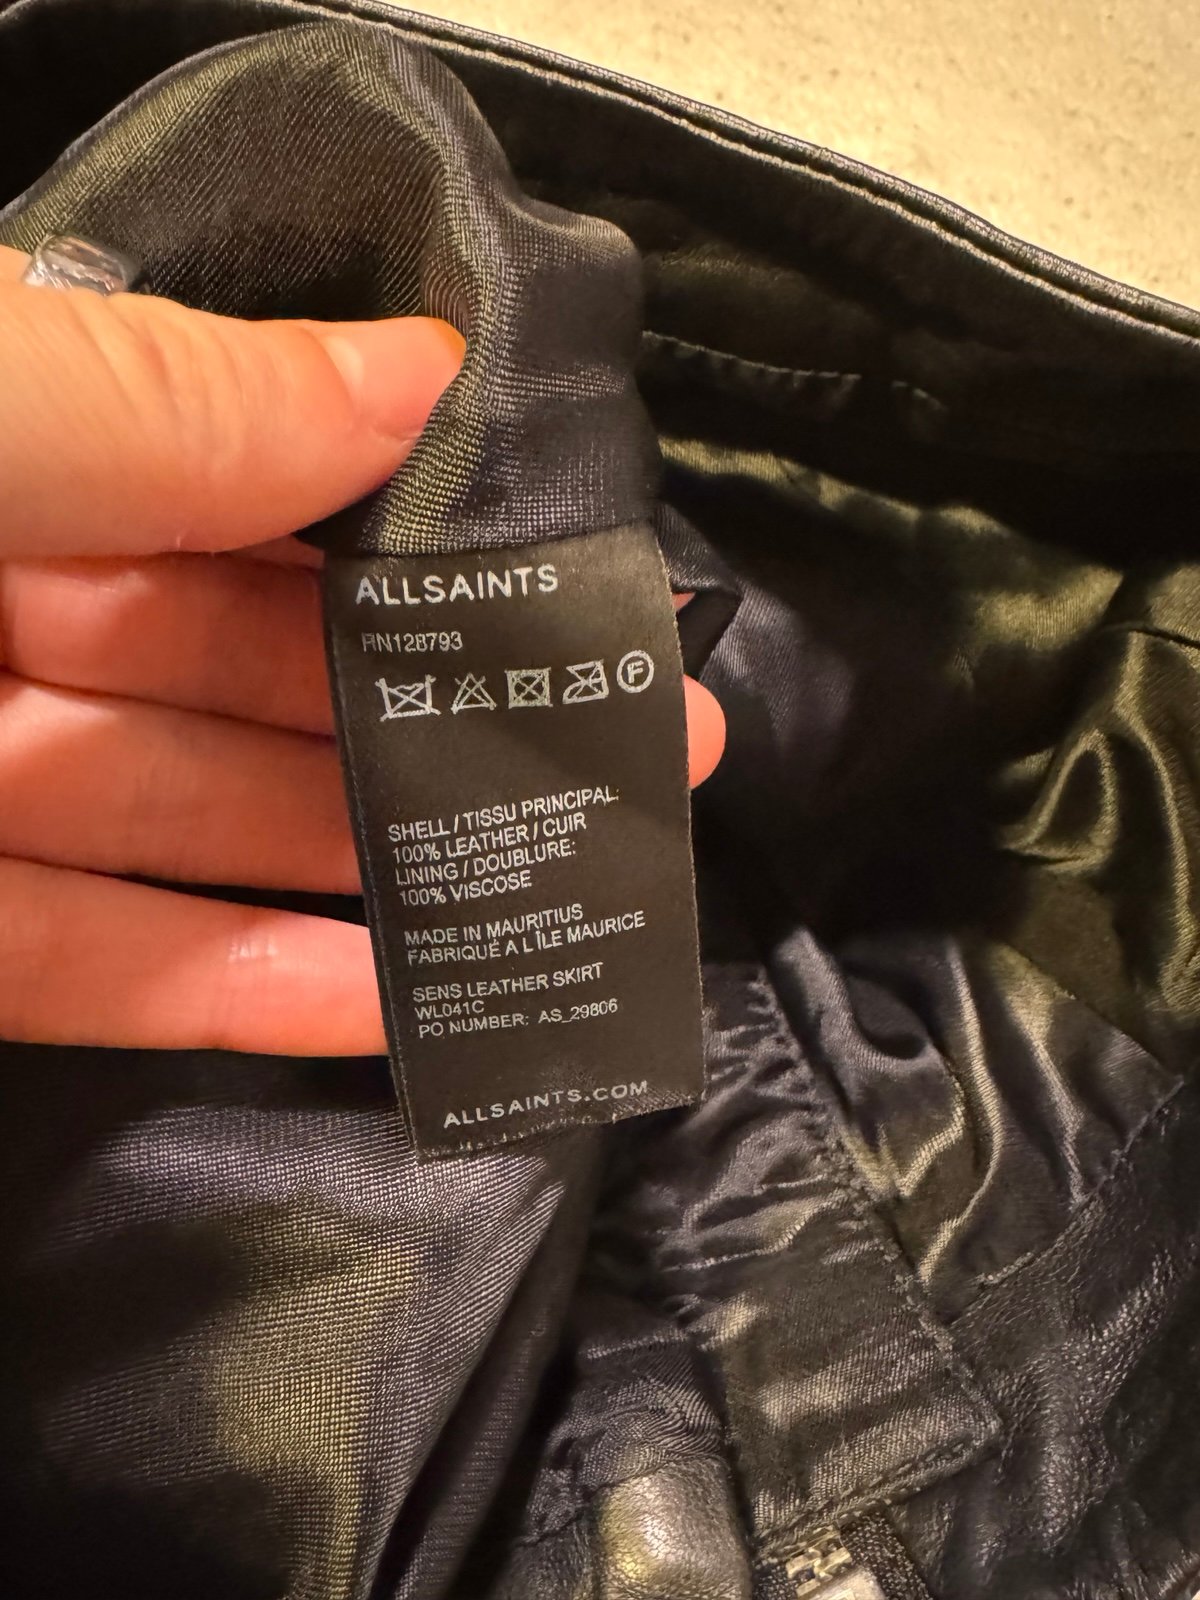 ALLSAINTS
RN128793
F
SHELL / TISSU PRINCIPAL:
100% LEATHER / CUIR
LINING / DOUBLURE:
100% VISCOSE
MADE IN MAURITIUS
FABRIQUÉ A L'ÎLE MAURICE
SENS LEATHER SKIRT
WL041C
PO NUMBER: AS_29806
ALLSAINTS.COM